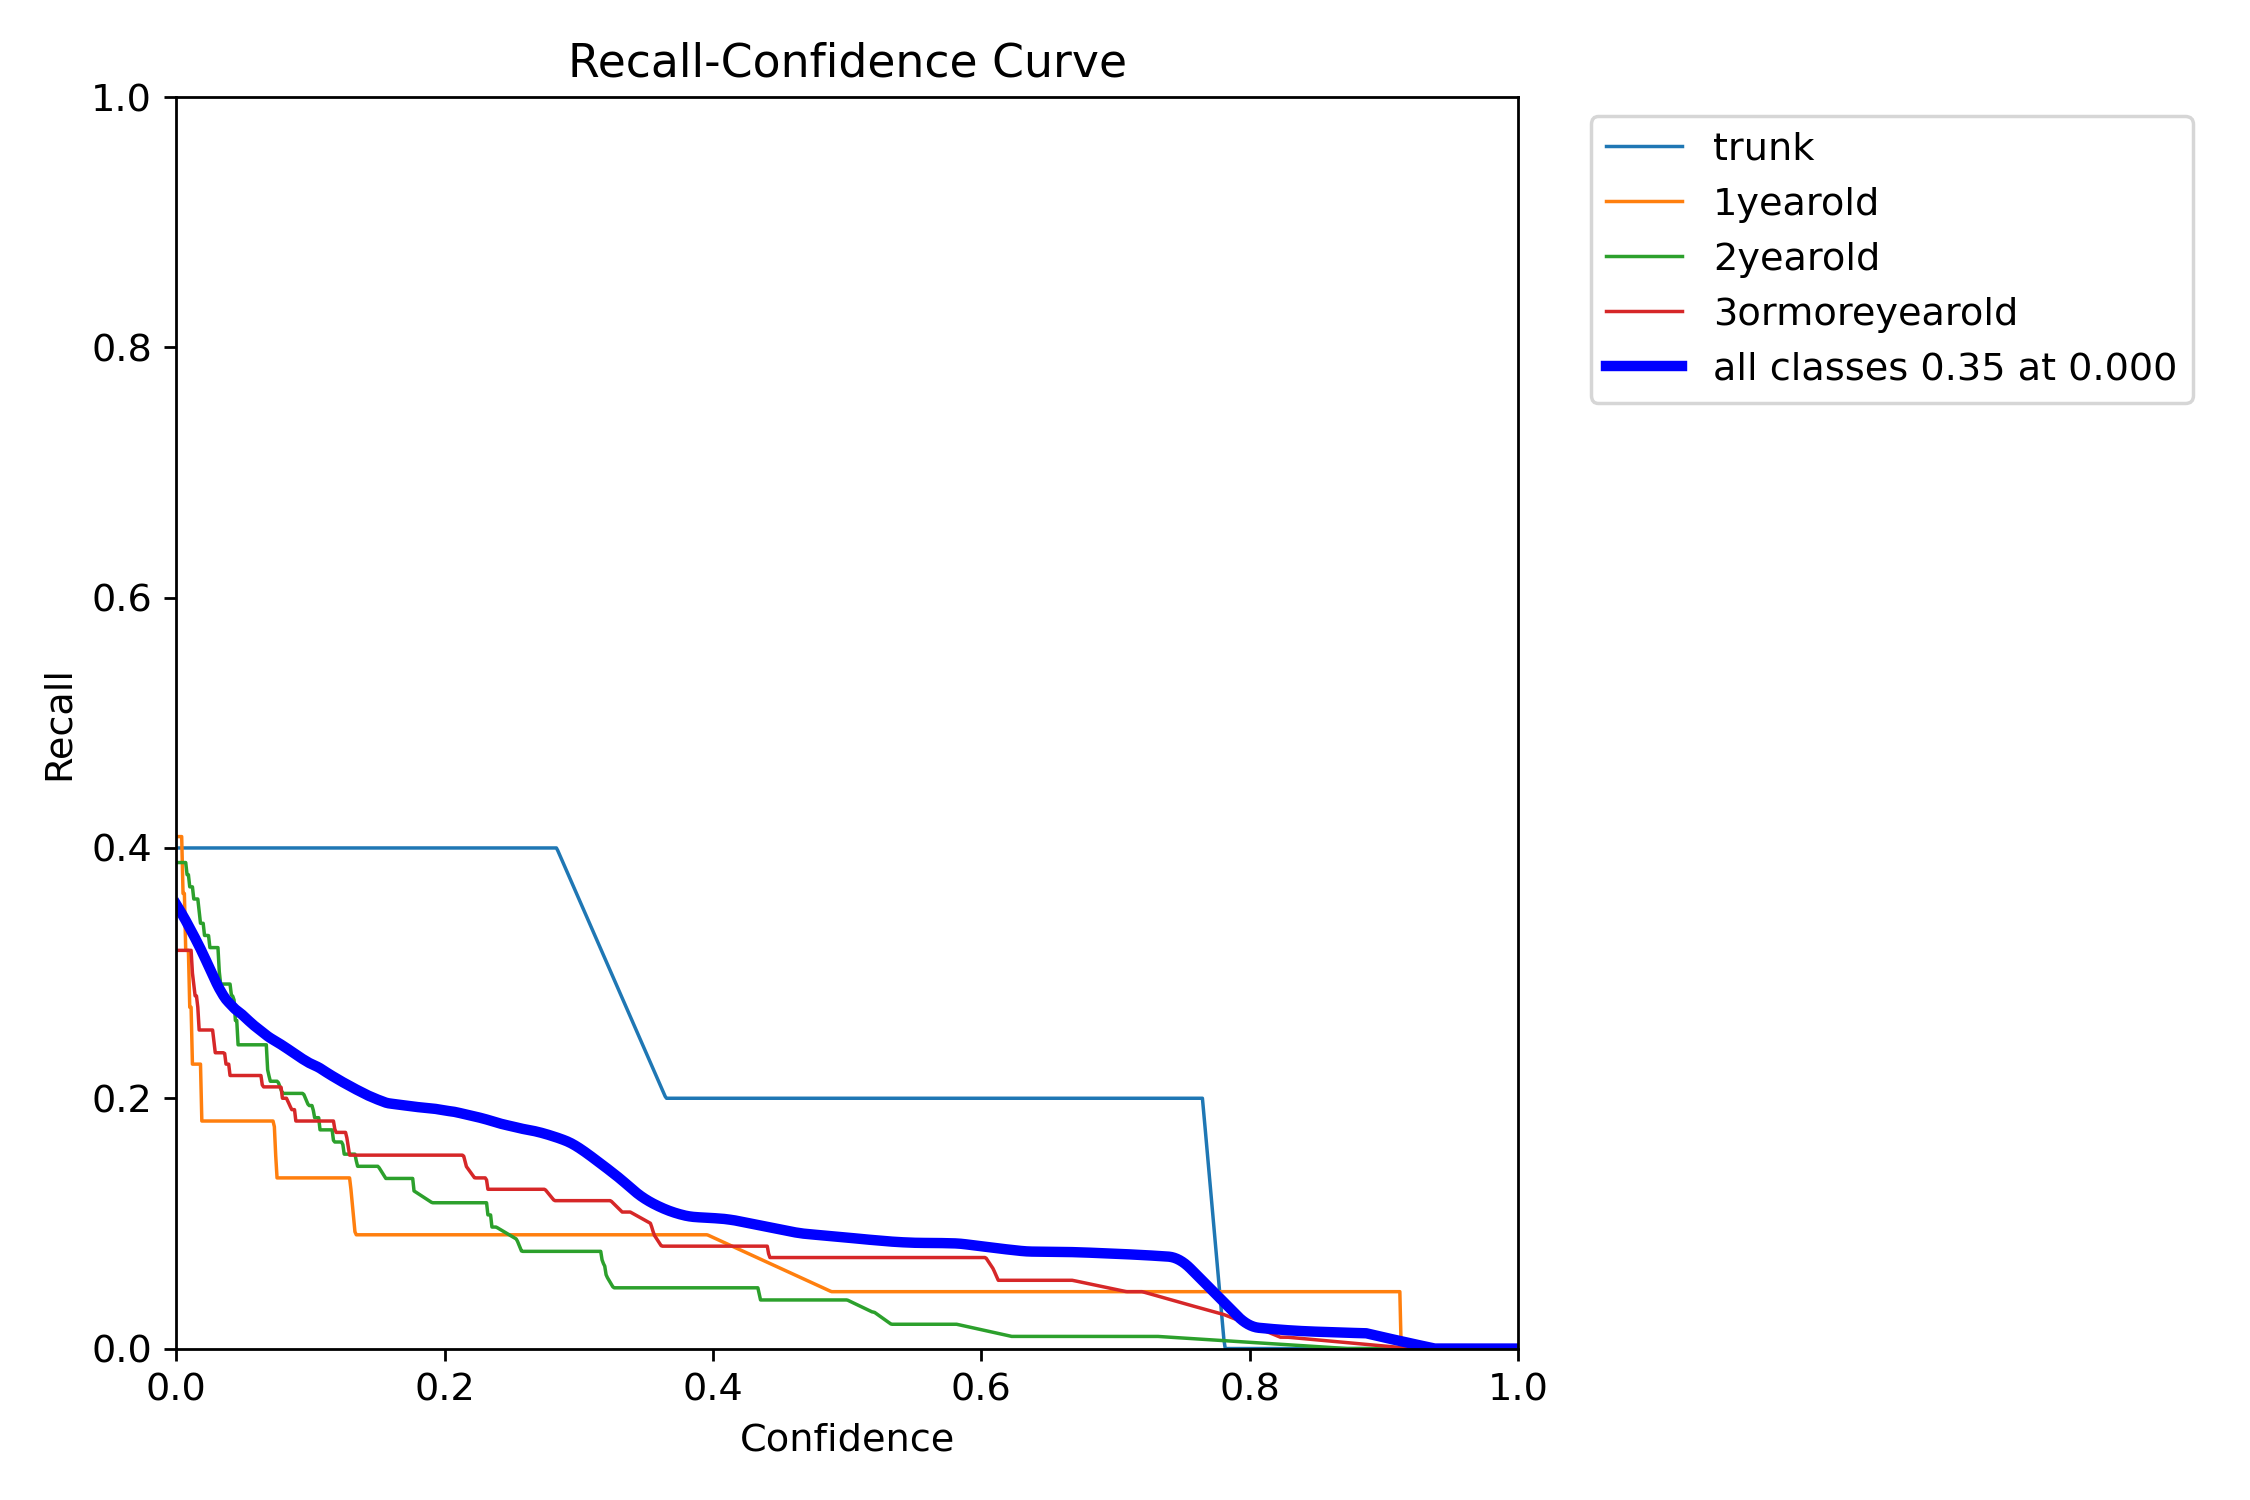 Recall-Confidence Curve
1.0
0.8
0.6
0.4
0.2
0.0
Recall
0.0 0.2 0.4 0.6 0.8 1.0
Confidence
trunk
1yearold
2yearold
3ormoreyearold
all classes 0.35 at 0.000